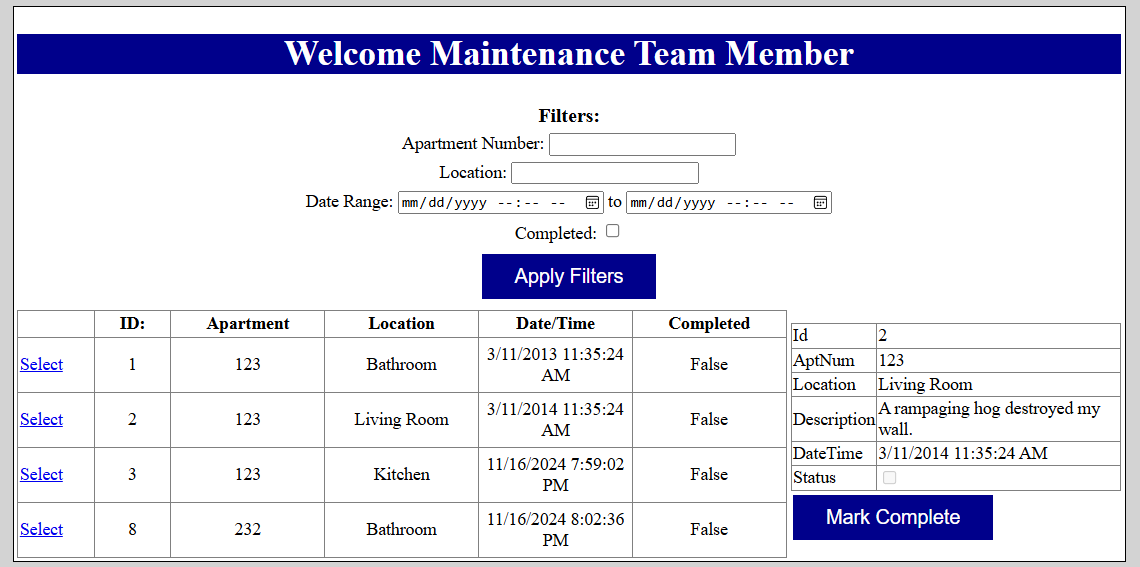 Welcome Maintenance Team Member
Filters:
Apartment Number:
Location:
Date Range: mm/dd/yyyy --:-- -- to mm/dd/yyyy --:-- --
Completed:
Apply Filters
ID: Apartment Location Date/Time Completed
Select 1 123 Bathroom 3/11/2013 11:35:24 AM False
Select 2 123 Living Room 3/11/2014 11:35:24 AM False
Select 3 123 Kitchen 11/16/2024 7:59:02 PM False
Select 8 232 Bathroom 11/16/2024 8:02:36 PM False
Id 2
AptNum 123
Location Living Room
Description A rampaging hog destroyed my wall.
DateTime 3/11/2014 11:35:24 AM
Status
Mark Complete